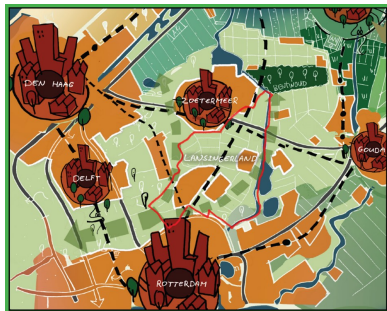 DEN HAAG
ZOETERMEER
BENTWOUD
GOUDA
LANSINGERLAND
DELFT
ROTTERDAM